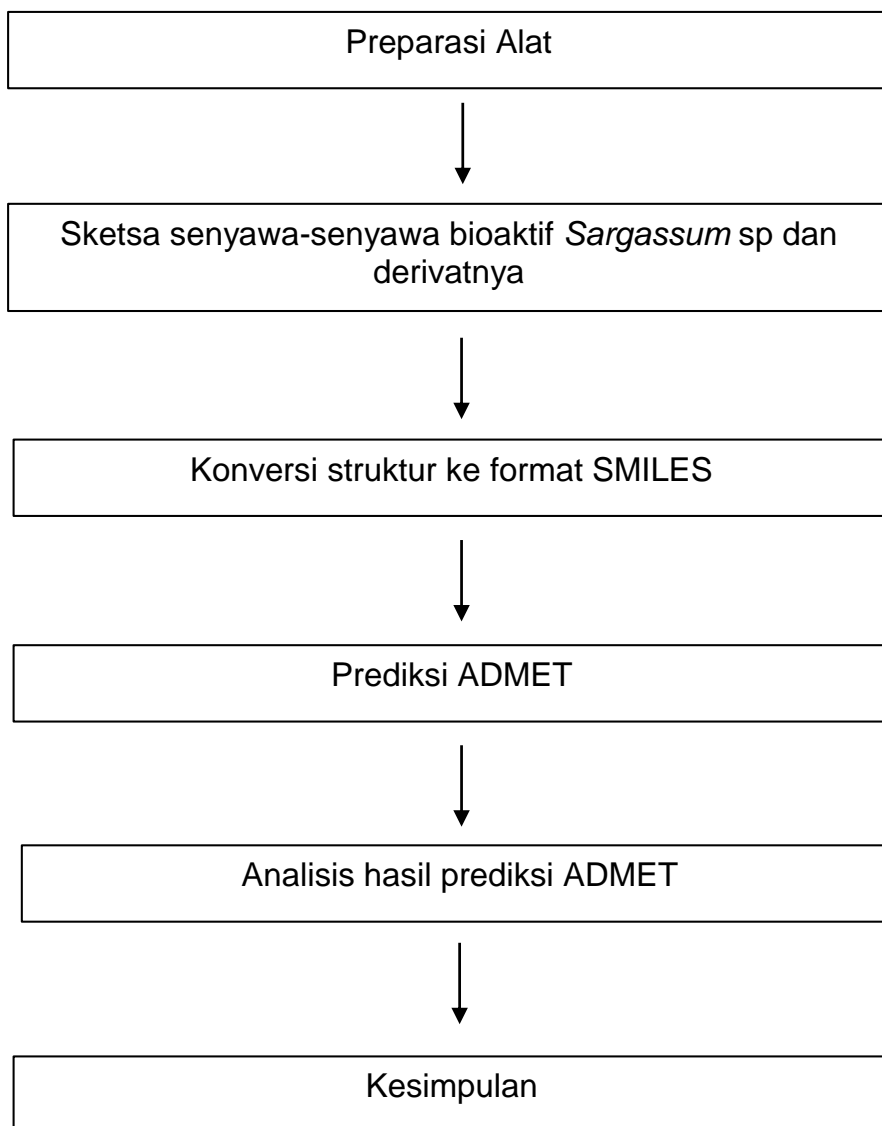 Preparasi Alat
Sketsa senyawa-senyawa bioaktif Sargassum sp dan
derivatnya
Konversi struktur ke format SMILES
Prediksi ADMET
Analisis hasil prediksi ADMET
Kesimpulan